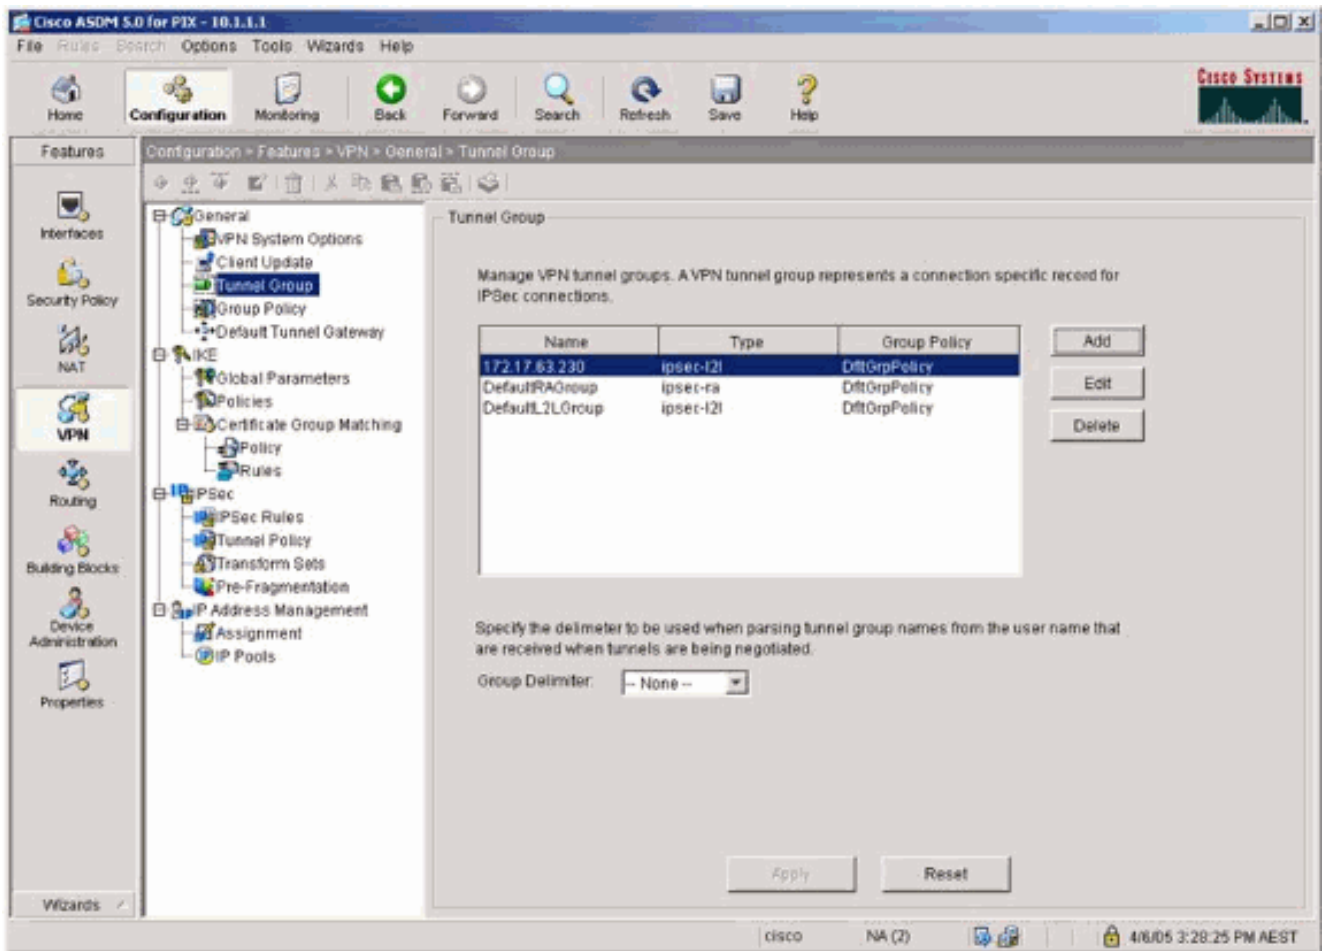 Cisco ASDM 5.0 for PIX - 10.1.1.1
File Rules Search Options Tools Wizards Help
Home Configuration Monitoring Back Forward Search Refresh Save Help
CISCO SYSTEMS
Features
Configuration > Features > VPN > General > Tunnel Group
Interfaces
Security Policy
NAT
VPN
Routing
Building Blocks
Device
Administration
Properties
Wizards
General
VPN System Options
Client Update
Tunnel Group
Group Policy
Default Tunnel Gateway
IKE
Global Parameters
Policies
Certificate Group Matching
Policy
Rules
IPSec
IPSec Rules
Tunnel Policy
Transform Sets
Pre-Fragmentation
IP Address Management
Assignment
IP Pools
Tunnel Group
Manage VPN tunnel groups. A VPN tunnel group represents a connection specific record for
IPSec connections.
Name Type Group Policy
172.17.63.230 ipsec-l2l DfltGrpPolicy
DefaultRAGroup ipsec-ra DfltGrpPolicy
DefaultL2LGroup ipsec-l2l DfltGrpPolicy
Add
Edit
Delete
Specify the delimeter to be used when parsing tunnel group names from the user name that
are received when tunnels are being negotiated.
Group Delimiter: -- None --
Apply Reset
cisco NA (2) 4/6/05 3:28:25 PM AEST